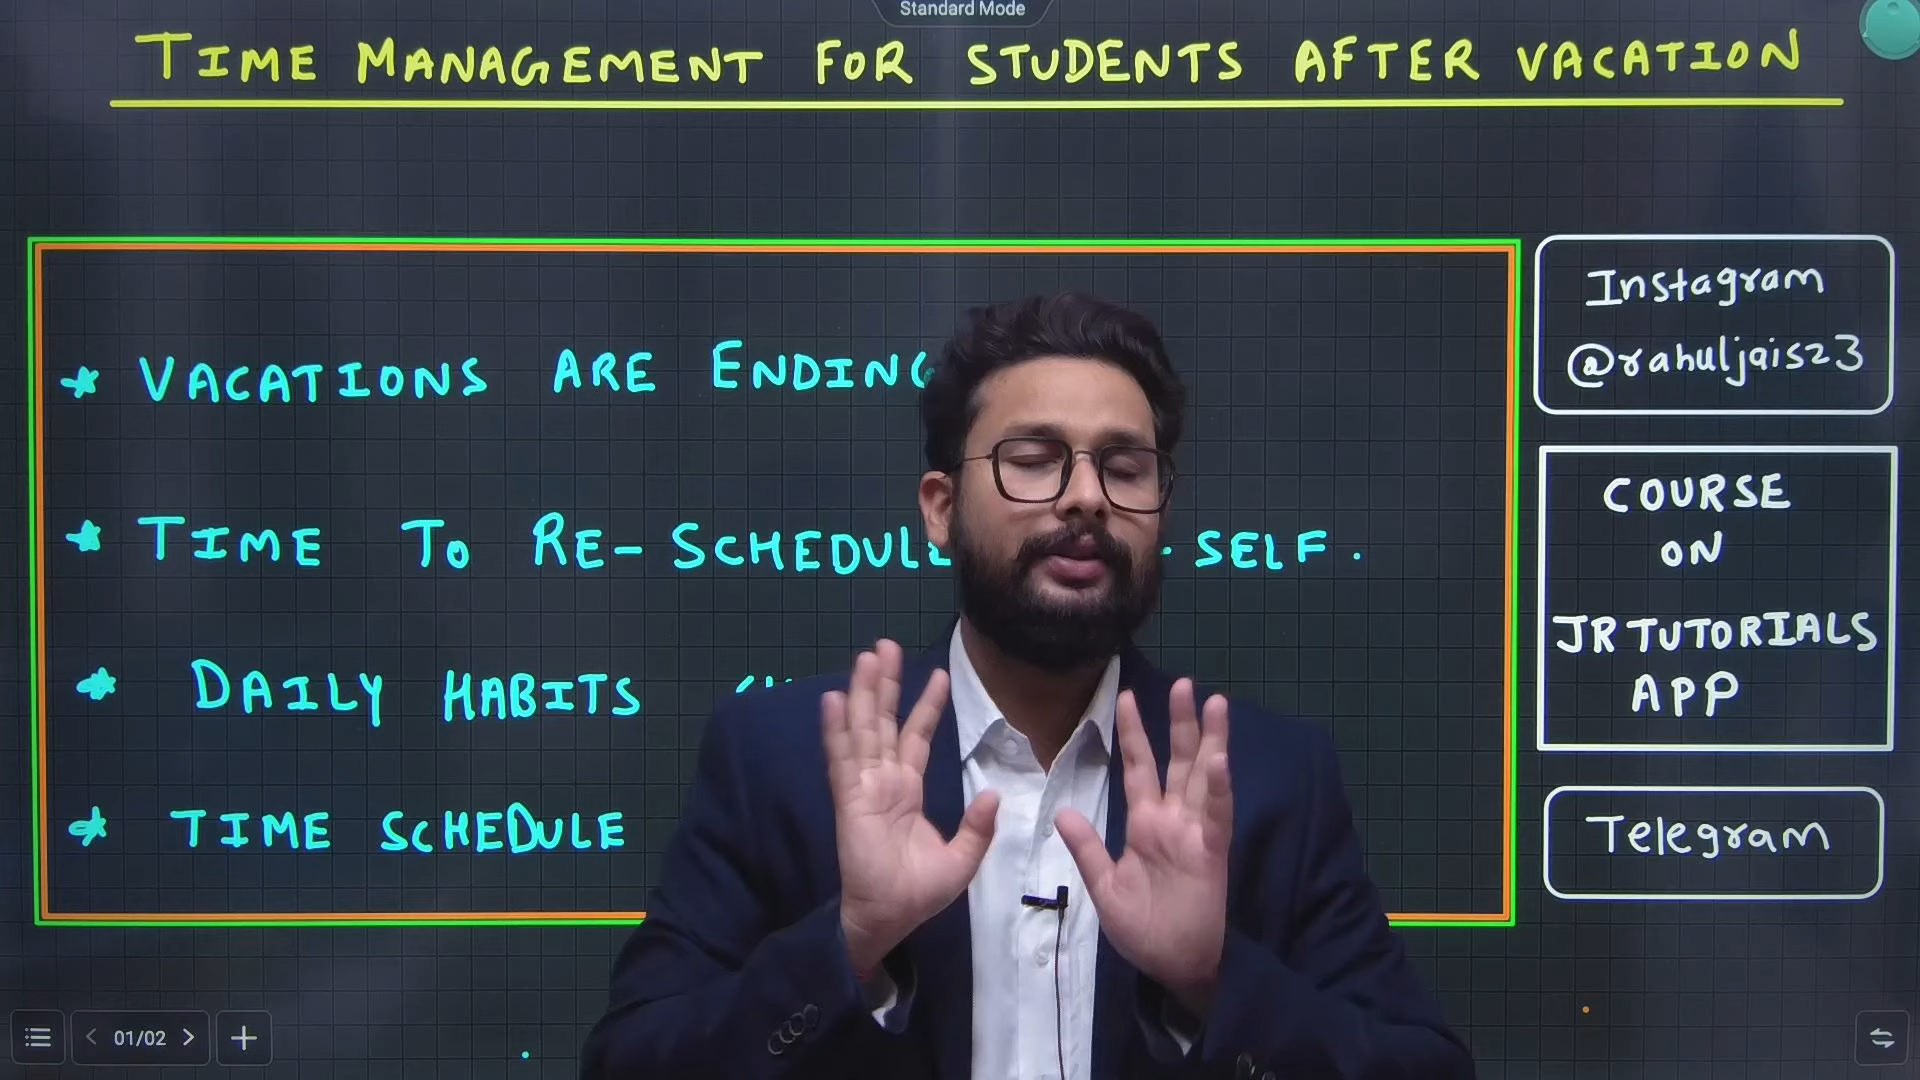 Standard Mode
TIME MANAGEMENT FOR STUDENTS AFTER VACATION
* VACATIONS ARE ENDING
* TIME TO RE-SCHEDULE SELF.
* DAILY HABITS
* TIME SCHEDULE
Instagram
@rahuljais23
COURSE
ON
JR TUTORIALS
APP
Telegram
01/02